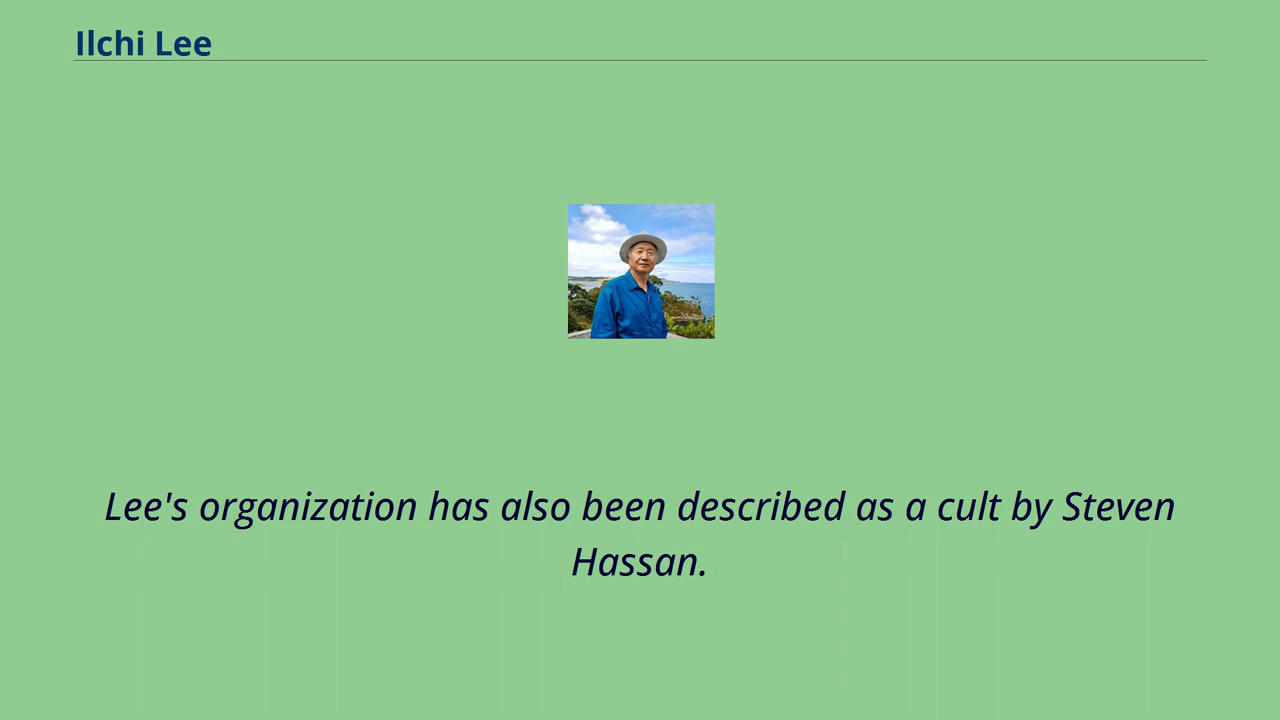 Ilchi Lee
Lee's organization has also been described as a cult by Steven
Hassan.